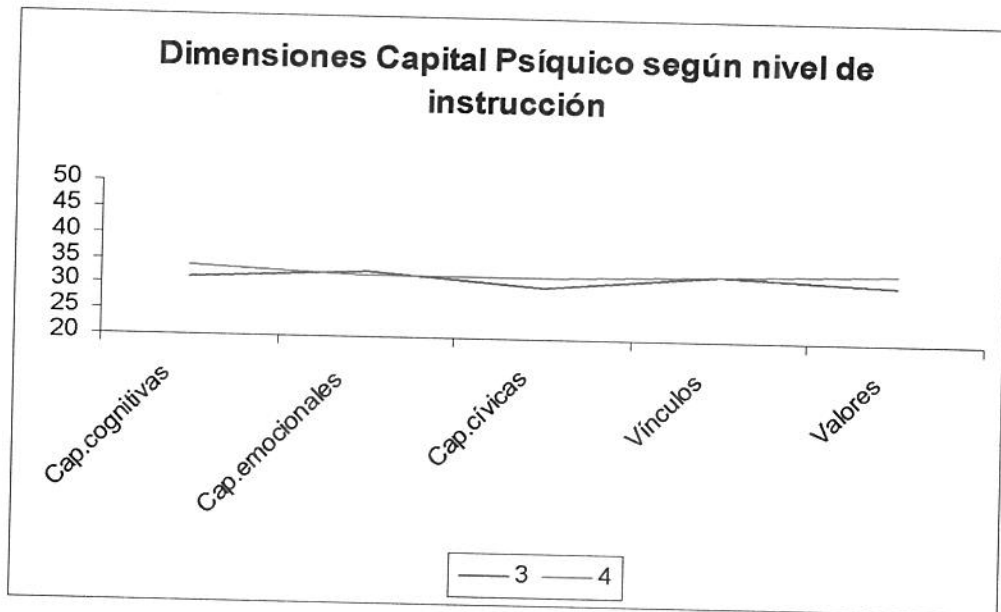 Dimensiones Capital Psíquico según nivel de
instrucción
50
45
40
35
30
25
20
Cap.cognitivas
Cap.emocionales
Cap.cívicas
Vínculos
Valores
3 4